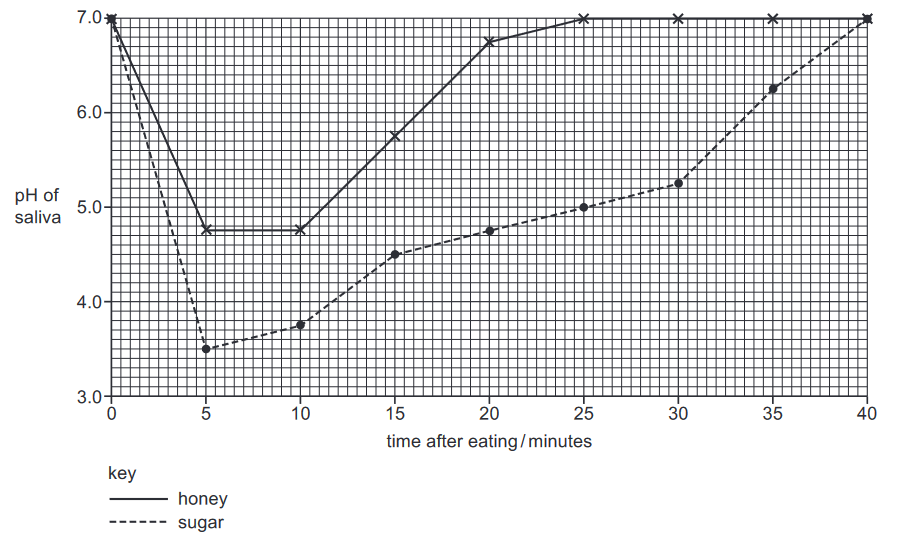 7.0
6.0
5.0
4.0
3.0
pH of
saliva
0 5 10 15 20 25 30 35 40
time after eating / minutes
key
honey
sugar